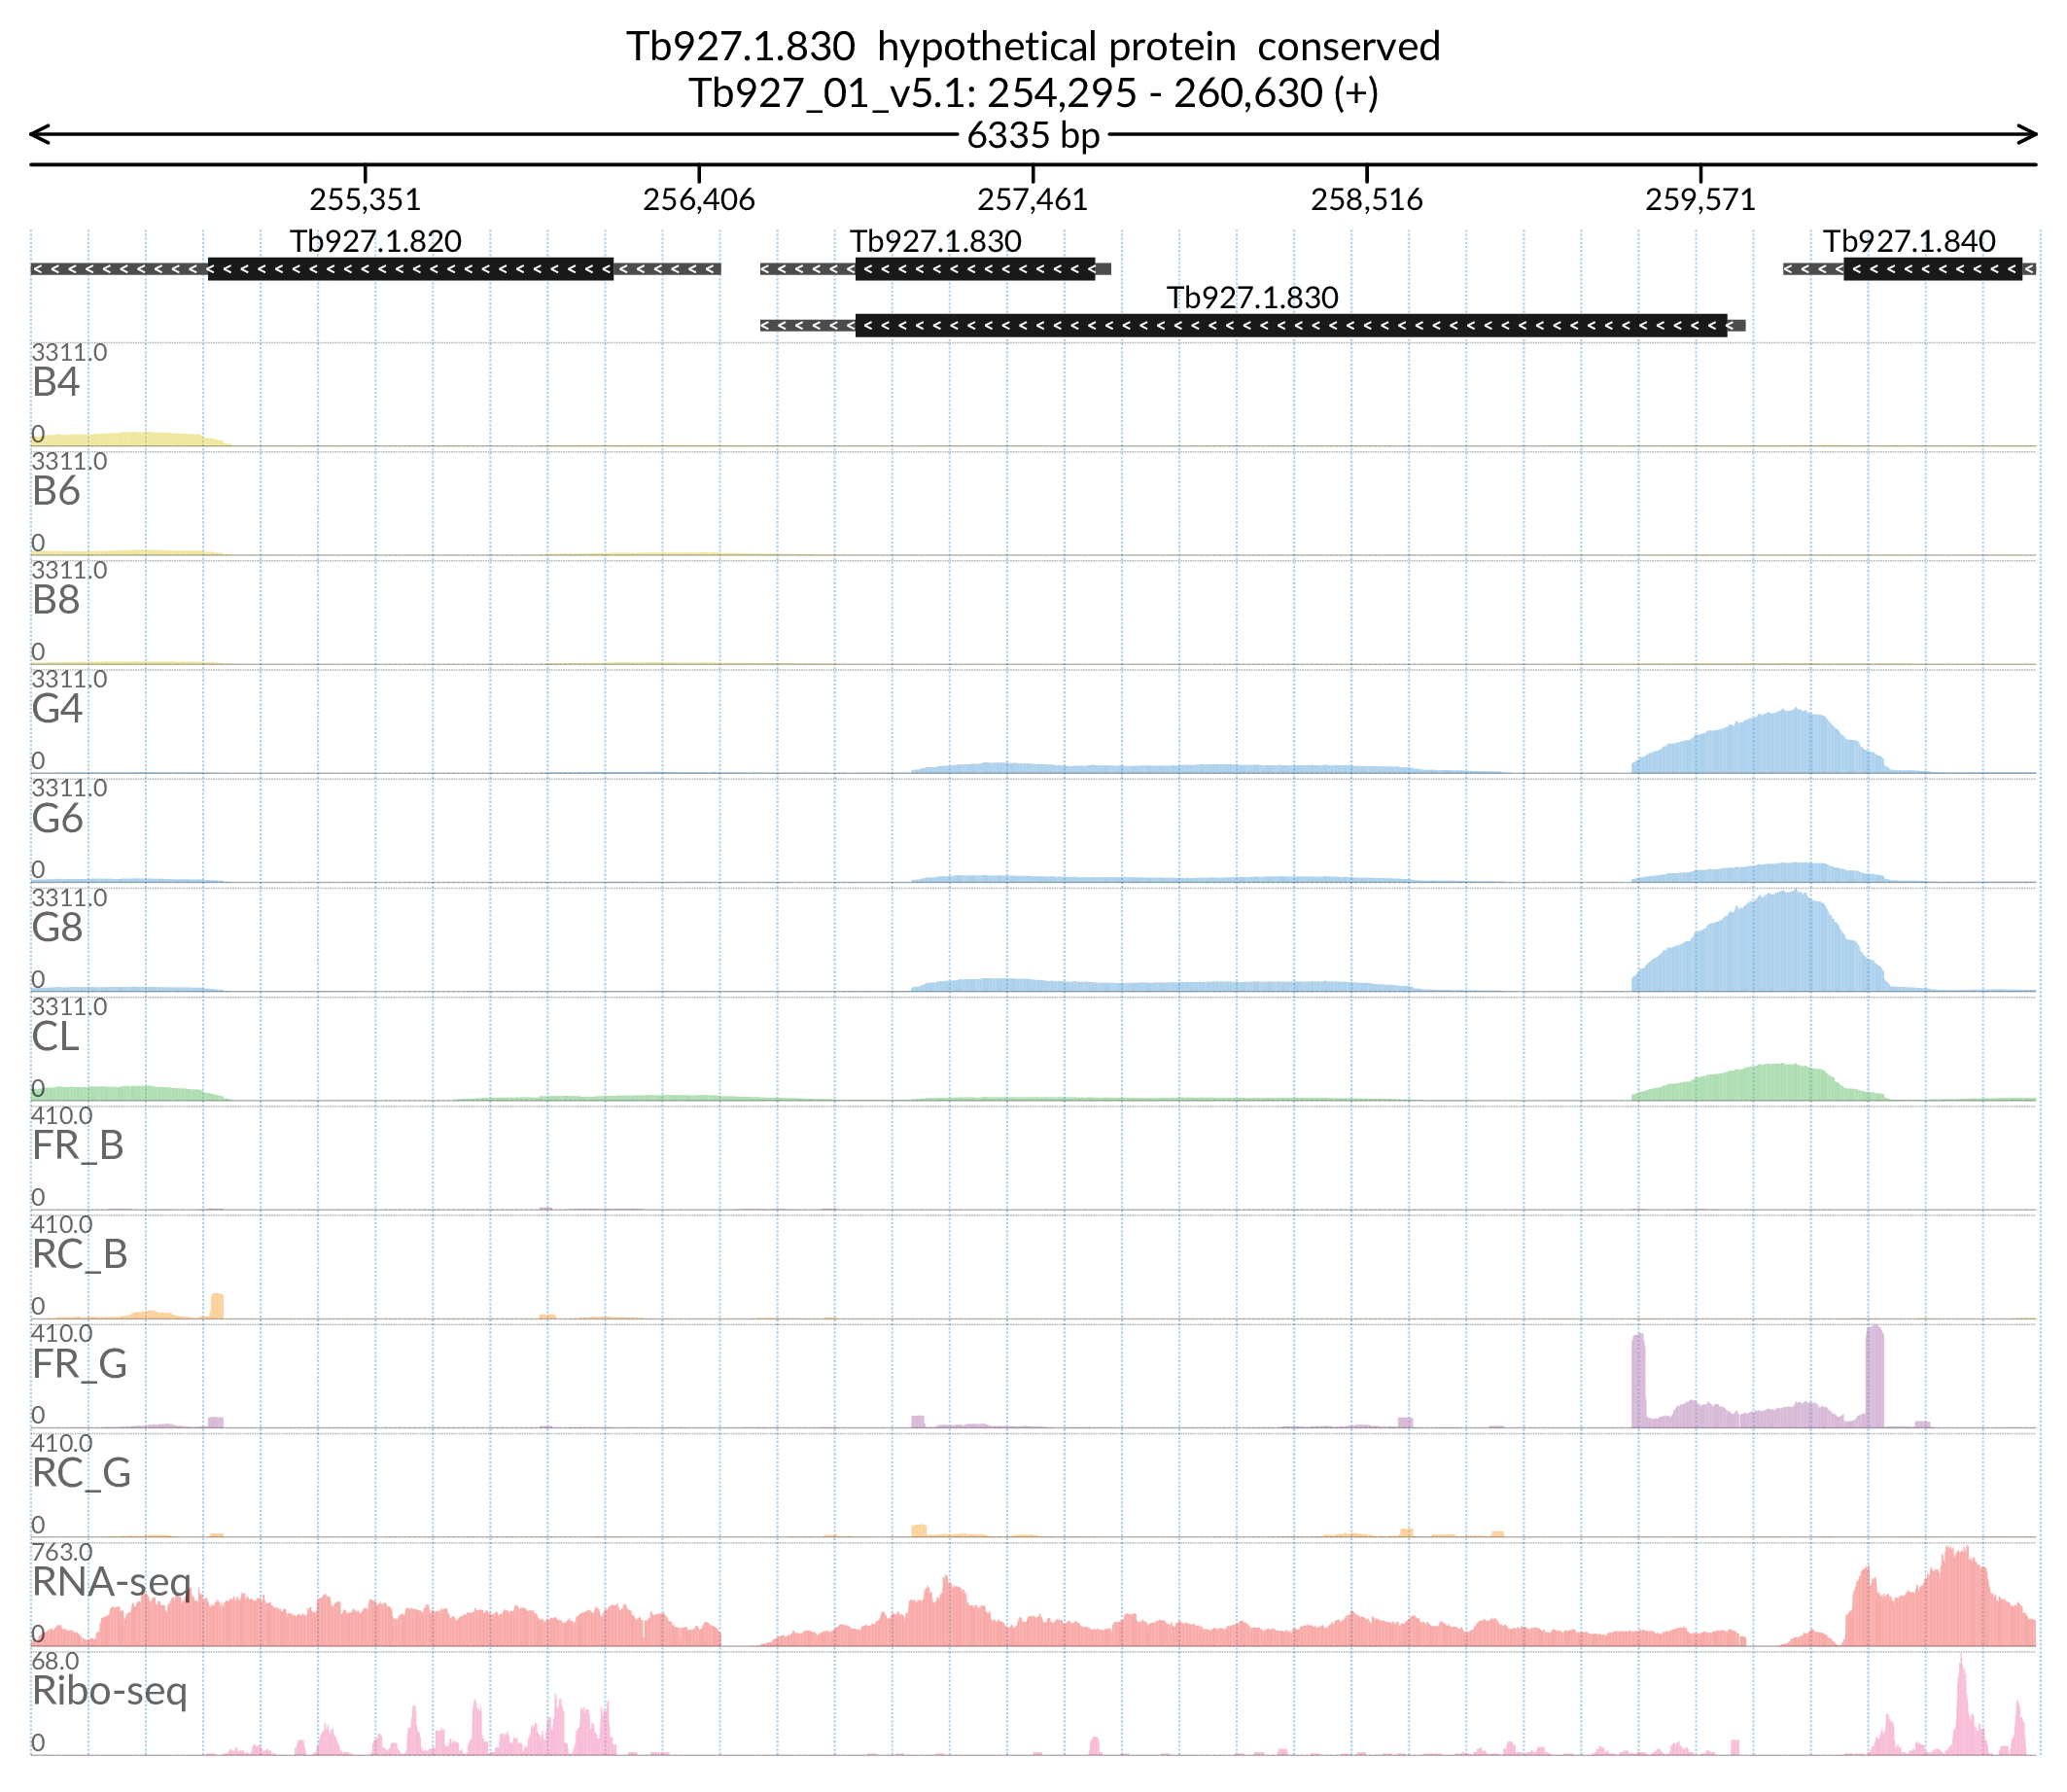 Tb927.1.830  hypothetical protein  conserved
Tb927_01_v5.1: 254,295 - 260,630 (+)
6335 bp
255,351 256,406 257,461 258,516 259,571
Tb927.1.820 Tb927.1.830 Tb927.1.840
Tb927.1.830
3311.0
B4
0
3311.0
B6
0
3311.0
B8
0
3311.0
G4
0
3311.0
G6
0
3311.0
G8
0
3311.0
CL
0
410.0
FR_B
0
410.0
RC_B
0
410.0
FR_G
0
410.0
RC_G
0
763.0
RNA-seq
0
68.0
Ribo-seq
0